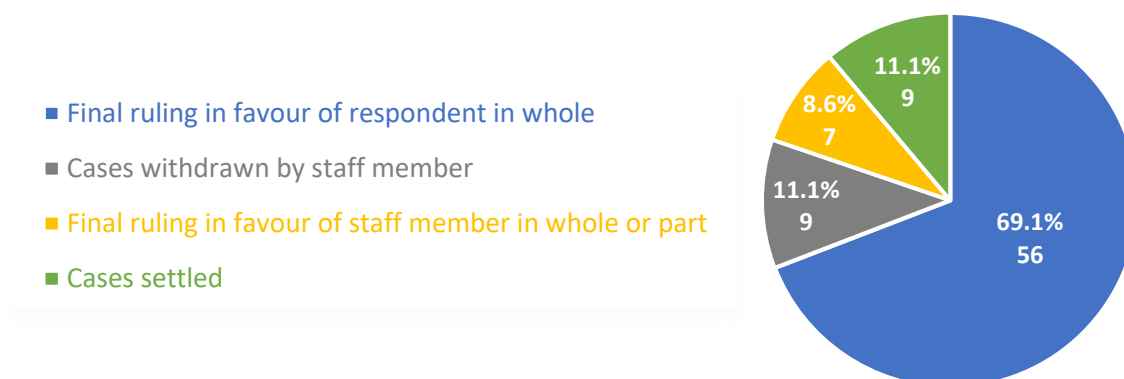 Final ruling in favour of respondent in whole
Cases withdrawn by staff member
Final ruling in favour of staff member in whole or part
Cases settled
11.1%
9
8.6%
7
11.1%
9
69.1%
56